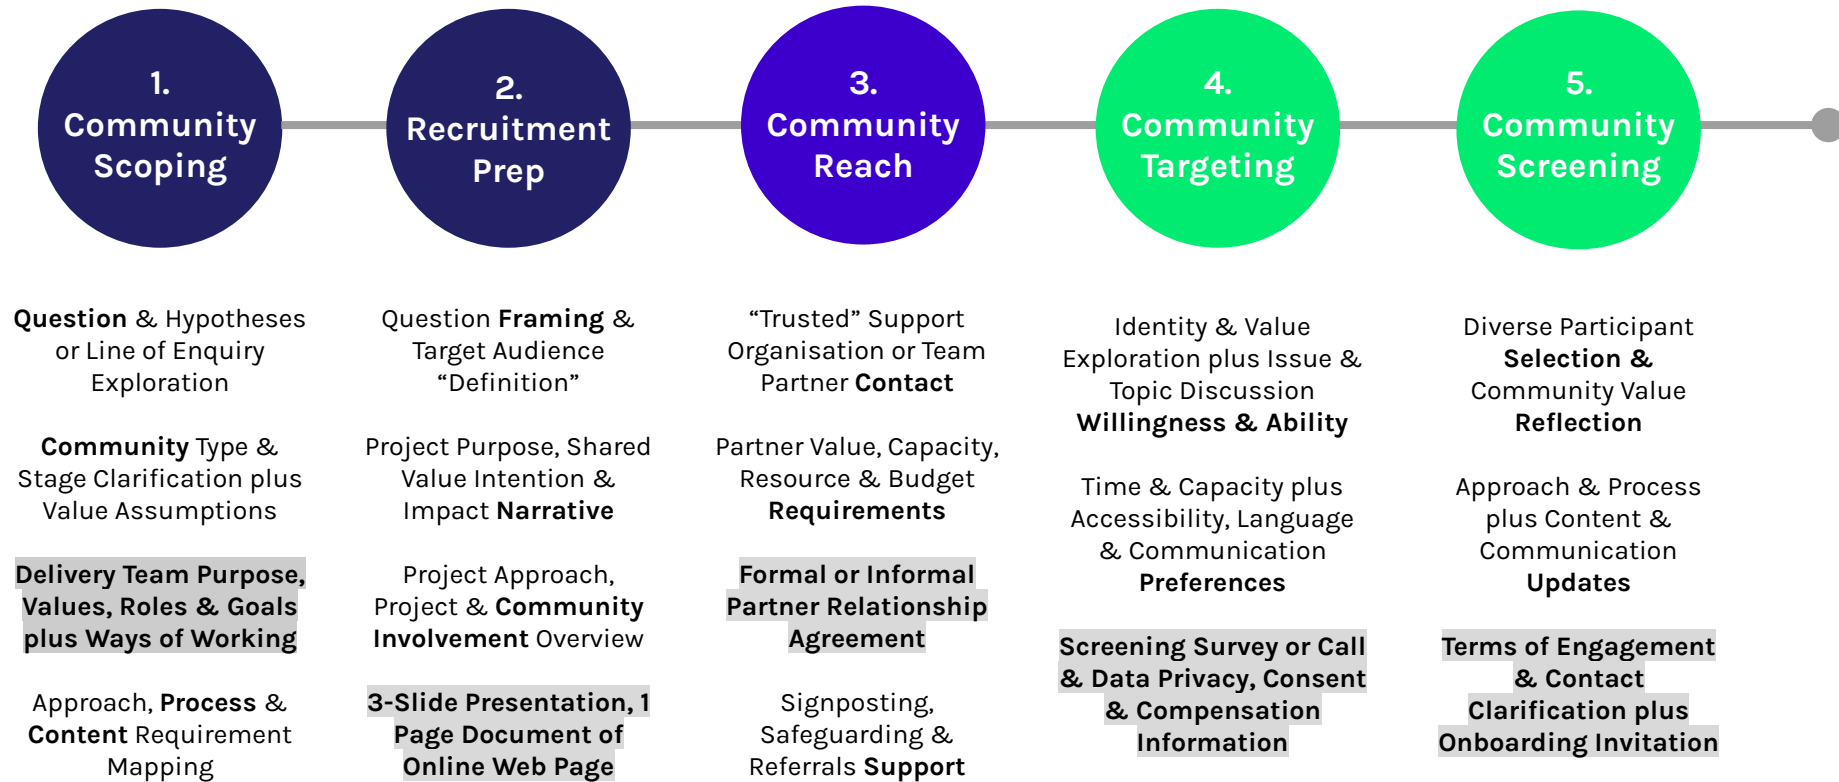 1.
Community
Scoping
2.
Recruitment
Prep
3.
Community
Reach
4.
Community
Targeting
5.
Community
Screening
Question & Hypotheses
or Line of Enquiry
Exploration
Community Type &
Stage Clarification plus
Value Assumptions
Delivery Team Purpose,
Values, Roles & Goals
plus Ways of Working
Approach, Process &
Content Requirement
Mapping
Question Framing &
Target Audience
“Definition”
Project Purpose, Shared
Value Intention &
Impact Narrative
Project Approach,
Project & Community
Involvement Overview
3-Slide Presentation, 1
Page Document of
Online Web Page
“Trusted” Support
Organisation or Team
Partner Contact
Partner Value, Capacity,
Resource & Budget
Requirements
Formal or Informal
Partner Relationship
Agreement
Signposting,
Safeguarding &
Referrals Support
Identity & Value
Exploration plus Issue &
Topic Discussion
Willingness & Ability
Time & Capacity plus
Accessibility, Language
& Communication
Preferences
Screening Survey or Call
& Data Privacy, Consent
& Compensation
Information
Diverse Participant
Selection &
Community Value
Reflection
Approach & Process
plus Content &
Communication
Updates
Terms of Engagement
& Contact
Clarification plus
Onboarding Invitation